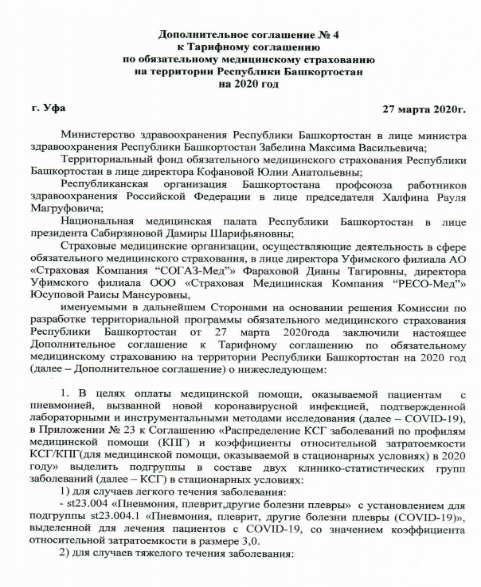 Дополнительное соглашение № 4
к Тарифному соглашению
по обязательному медицинскому страхованию
на территории Республики Башкортостан
на 2020 год
г. Уфа 27 марта 2020г.
Министерство здравоохранения Республики Башкортостан в лице министра
здравоохранения Республики Башкортостан Забелина Максима Васильевича;
Территориальный фонд обязательного медицинского страхования Республики
Башкортостан в лице директора Кофановой Юлии Анатольевны;
Республиканская организация Башкортостана профсоюза работников
здравоохранения Российской Федерации в лице председателя Халфина Рауля
Магруфовича;
Национальная медицинская палата Республики Башкортостан в лице
президента Сабирзяновой Дамиры Шарифьяновны;
Страховые медицинские организации, осуществляющие деятельность в сфере
обязательного медицинского страхования, в лице директора Уфимского филиала АО
«Страховая Компания “СОГАЗ-Мед”» Фараховой Дианы Тагировны, директора
Уфимского филиала ООО «Страховая Медицинская Компания “РЕСО-Мед”»
Юсуповой Раисы Мансуровны,
именуемыми в дальнейшем Сторонами на основании решения Комиссии по
разработке территориальной программы обязательного медицинского страхования
Республики Башкортостан от 27 марта 2020года заключили настоящее
Дополнительное соглашение к Тарифному соглашению по обязательному
медицинскому страхованию на территории Республики Башкортостан на 2020 год
(далее – Дополнительное соглашение) о нижеследующем:
1. В целях оплаты медицинской помощи, оказываемой пациентам с
пневмонией, вызванной новой коронавирусной инфекцией, подтвержденной
лабораторными и инструментальными методами исследования (далее – COVID-19),
в Приложении № 23 к Соглашению «Распределение КСГ заболеваний по профилям
медицинской помощи (КПГ) и коэффициенты относительной затратоемкости
КСГ/КПГ(для медицинской помощи, оказываемой в стационарных условиях) в 2020
году» выделить подгруппы в составе двух клинико-статистических групп
заболеваний (далее – КСГ) в стационарных условиях:
1) для случаев легкого течения заболевания:
- st23.004 «Пневмония, плеврит,другие болезни плевры» с установлением для
подгруппы st23.004.1 «Пневмония, плеврит, другие болезни плевры (COVID-19)»,
выделенной для лечения пациентов с COVID-19, со значением коэффициента
относительной затратоемкости в размере 3,0.
2) для случаев тяжелого течения заболевания: